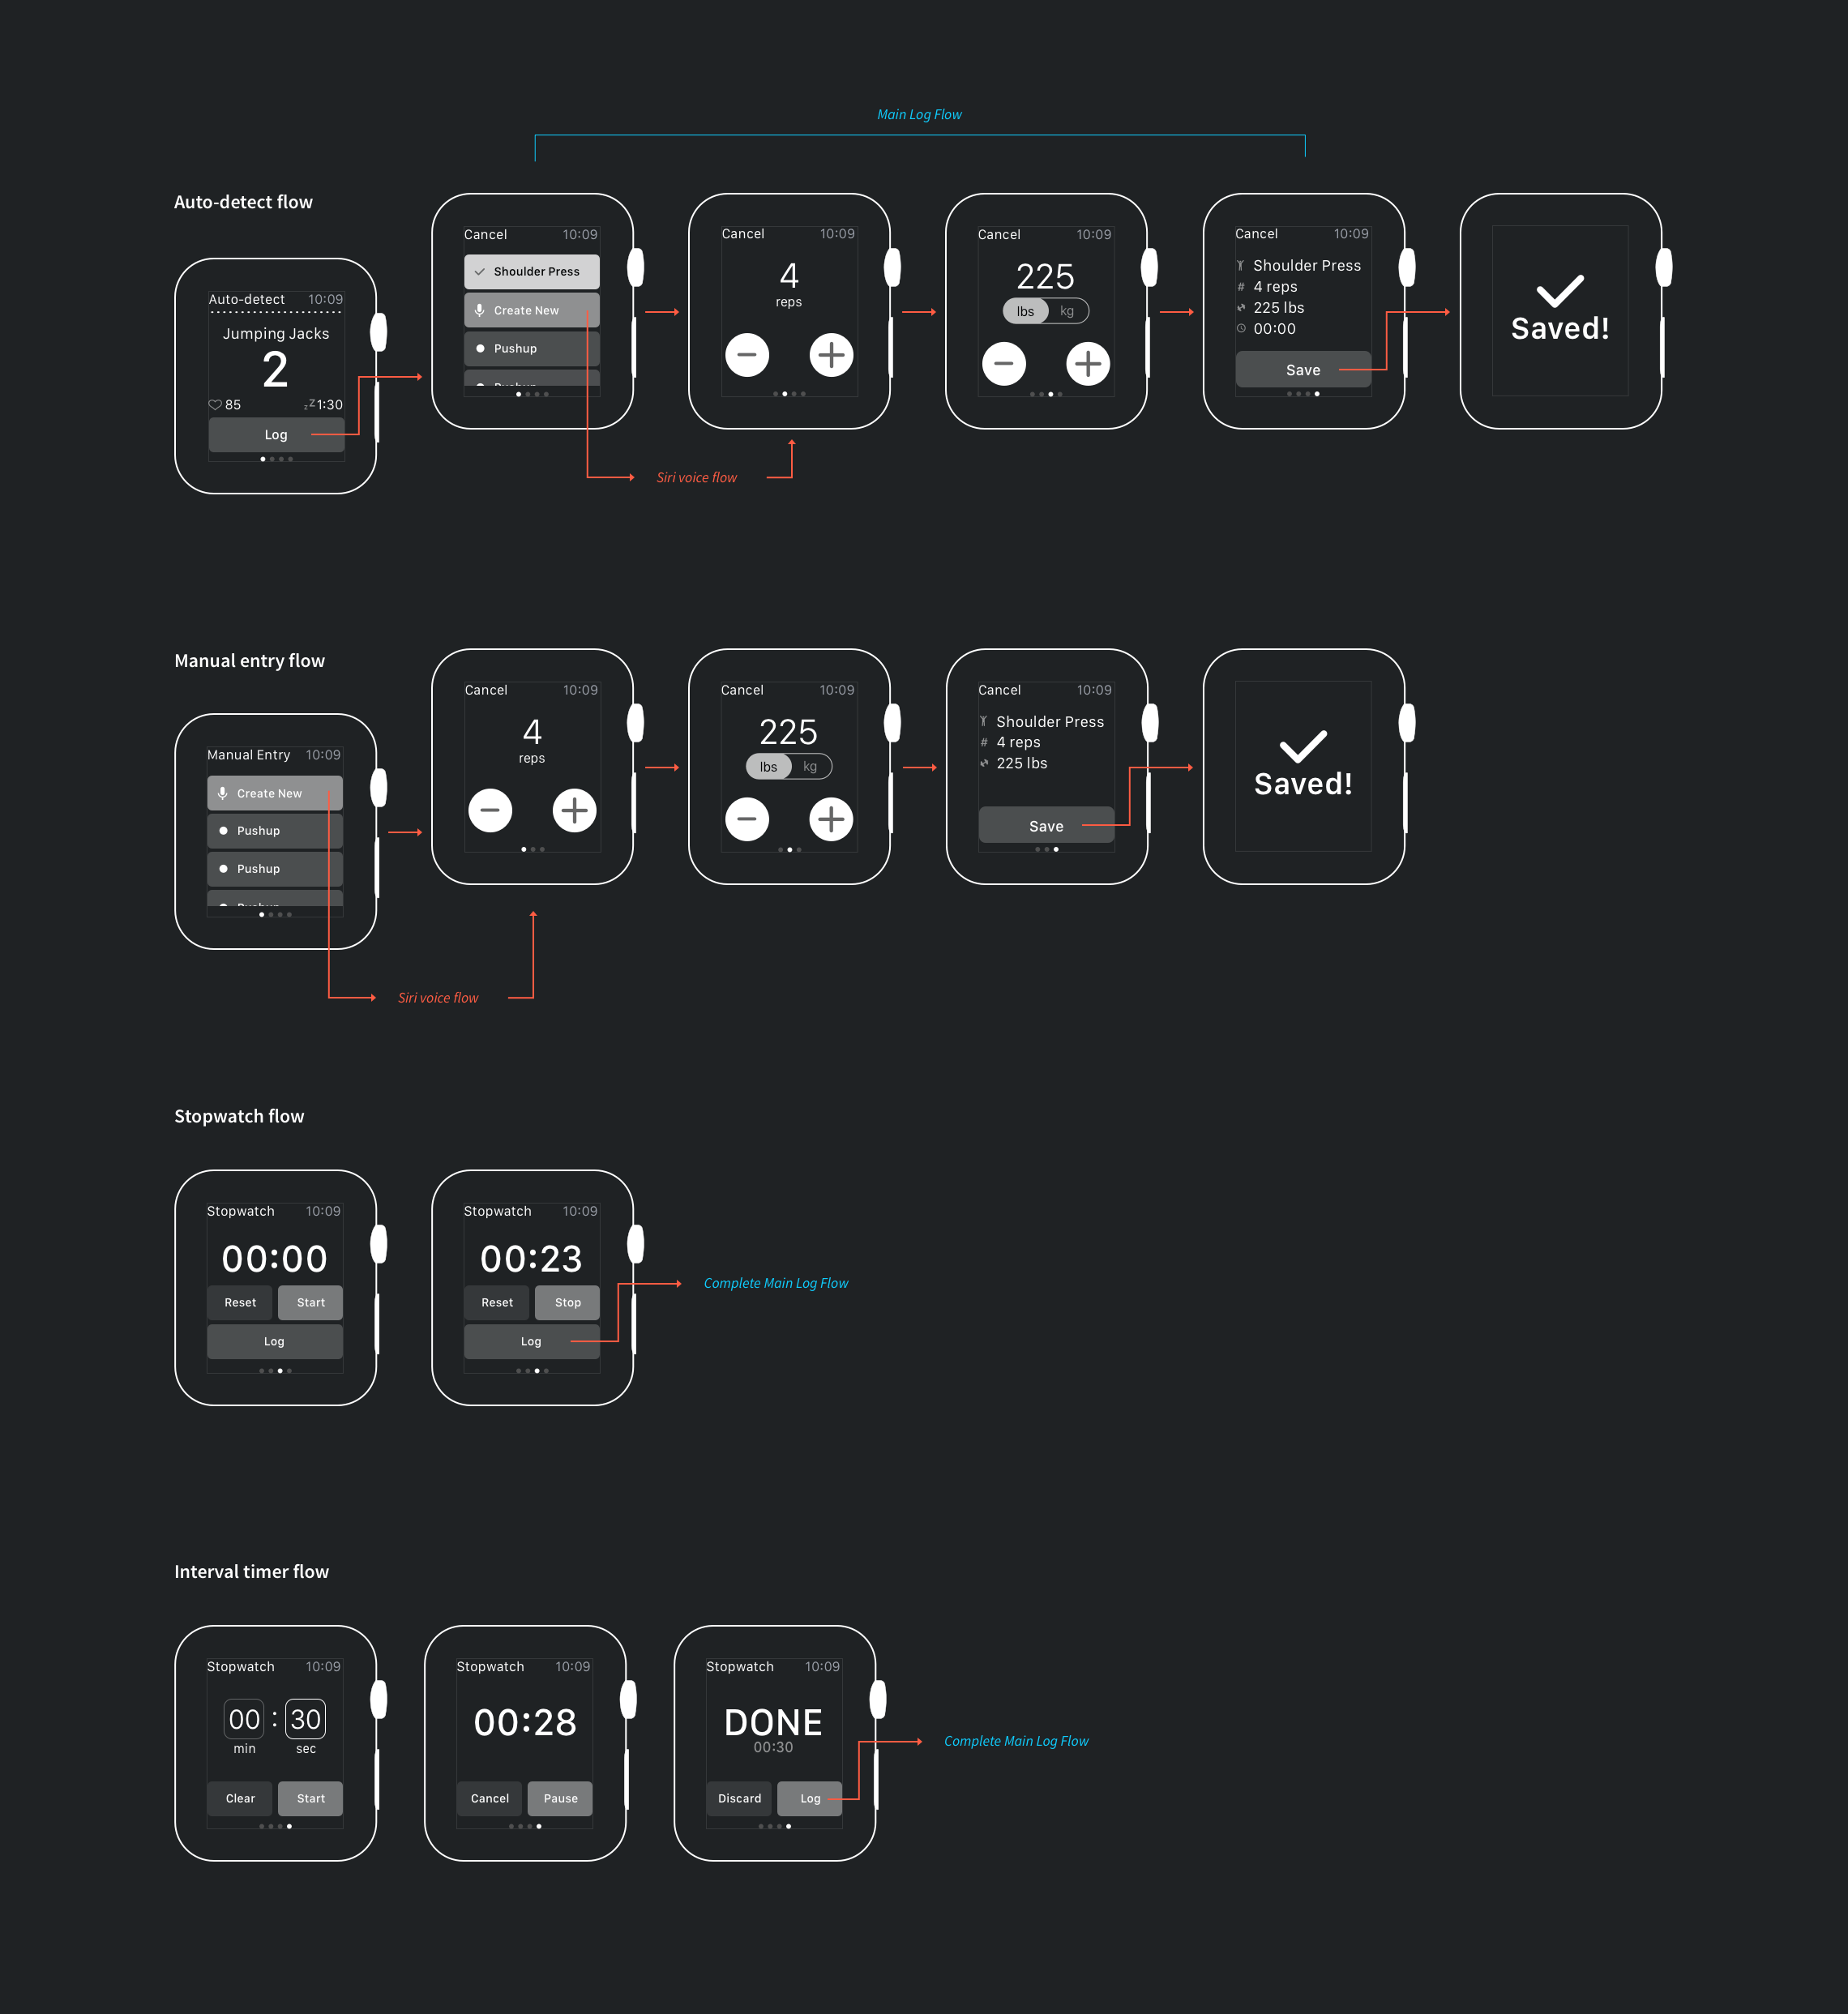 Main Log Flow
Auto-detect flow
Auto-detect 10:09
Jumping Jacks
2
85 zZ 1:30
Log
Cancel 10:09
Shoulder Press
Create New
Pushup
Pushup
Cancel 10:09
4
reps
Cancel 10:09
225
lbs kg
Cancel 10:09
Shoulder Press
# 4 reps
225 lbs
00:00
Save
Saved!
Siri voice flow
Manual entry flow
Manual Entry 10:09
Create New
Pushup
Pushup
Pushup
Cancel 10:09
4
reps
Cancel 10:09
225
lbs kg
Cancel 10:09
Shoulder Press
# 4 reps
225 lbs
Save
Saved!
Siri voice flow
Stopwatch flow
Stopwatch 10:09
00:00
Reset Start
Log
Stopwatch 10:09
00:23
Reset Stop
Log
Complete Main Log Flow
Interval timer flow
Stopwatch 10:09
00 : 30
min sec
Clear Start
Stopwatch 10:09
00:28
Cancel Pause
Stopwatch 10:09
DONE
00:30
Discard Log
Complete Main Log Flow